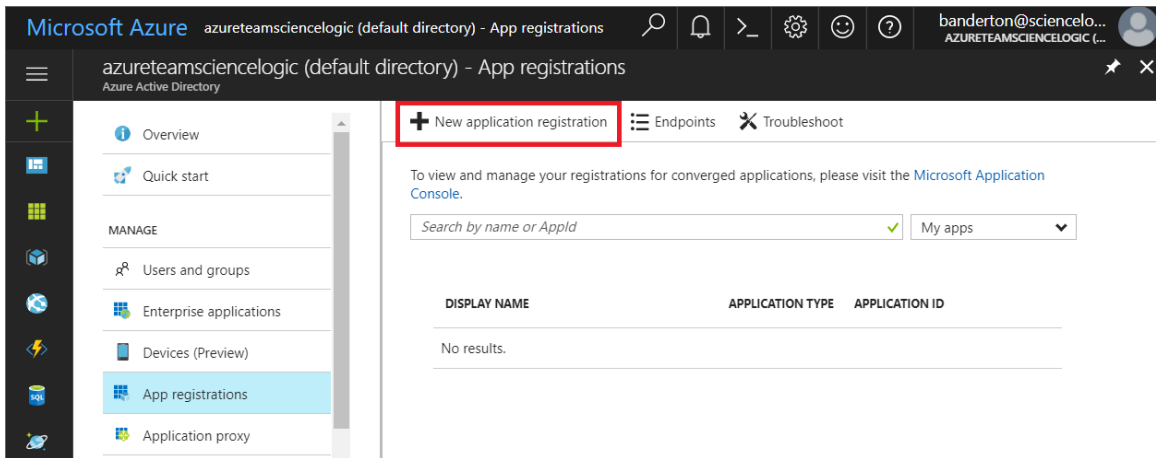 Microsoft Azure azureteamsciencelogic (default directory) - App registrations
banderton@sciencelo...
AZURETEAMSCIENCELOGIC (...
azureteamsciencelogic (default directory) - App registrations
Azure Active Directory
Overview
Quick start
MANAGE
Users and groups
Enterprise applications
Devices (Preview)
App registrations
Application proxy
New application registration Endpoints Troubleshoot
To view and manage your registrations for converged applications, please visit the Microsoft Application
Console.
Search by name or AppId My apps
DISPLAY NAME APPLICATION TYPE APPLICATION ID
No results.
SQL